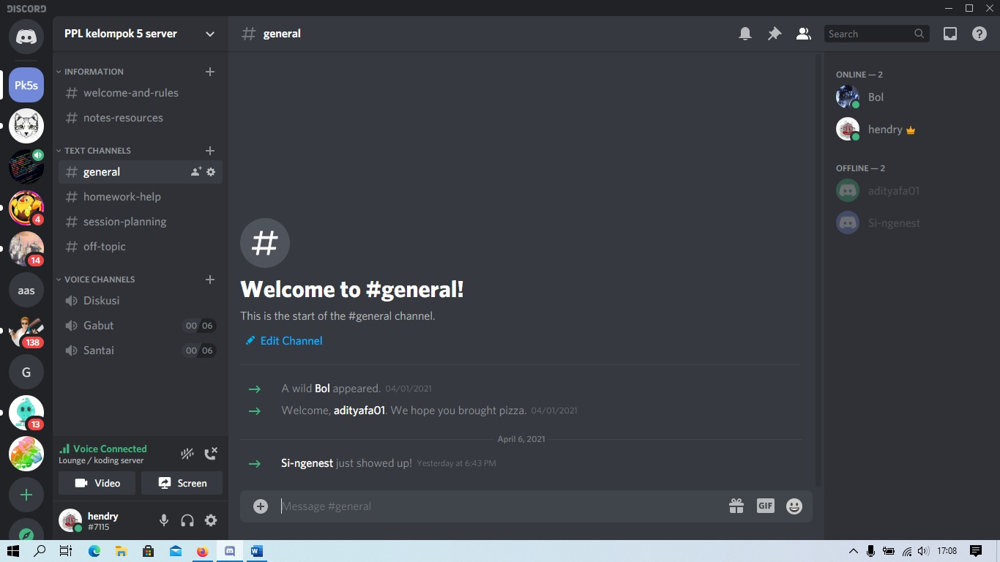 DISCORD
PPL kelompok 5 server
general
Search
Pk5s
4
14
aas
138
G
13
INFORMATION
welcome-and-rules
notes-resources
TEXT CHANNELS
general
homework-help
session-planning
off-topic
VOICE CHANNELS
Diskusi
Gabut 00 06
Santai 00 06
Voice Connected
Lounge / koding server
Video Screen
hendry
#7115
Welcome to #general!
This is the start of the #general channel.
Edit Channel
A wild Bol appeared. 04/01/2021
Welcome, adityafa01. We hope you brought pizza. 04/01/2021
April 6, 2021
Si-ngenest just showed up! Yesterday at 6:43 PM
Message #general
GIF
ONLINE — 2
Bol
hendry
OFFLINE — 2
adityafa01
Si-ngenest
17:08